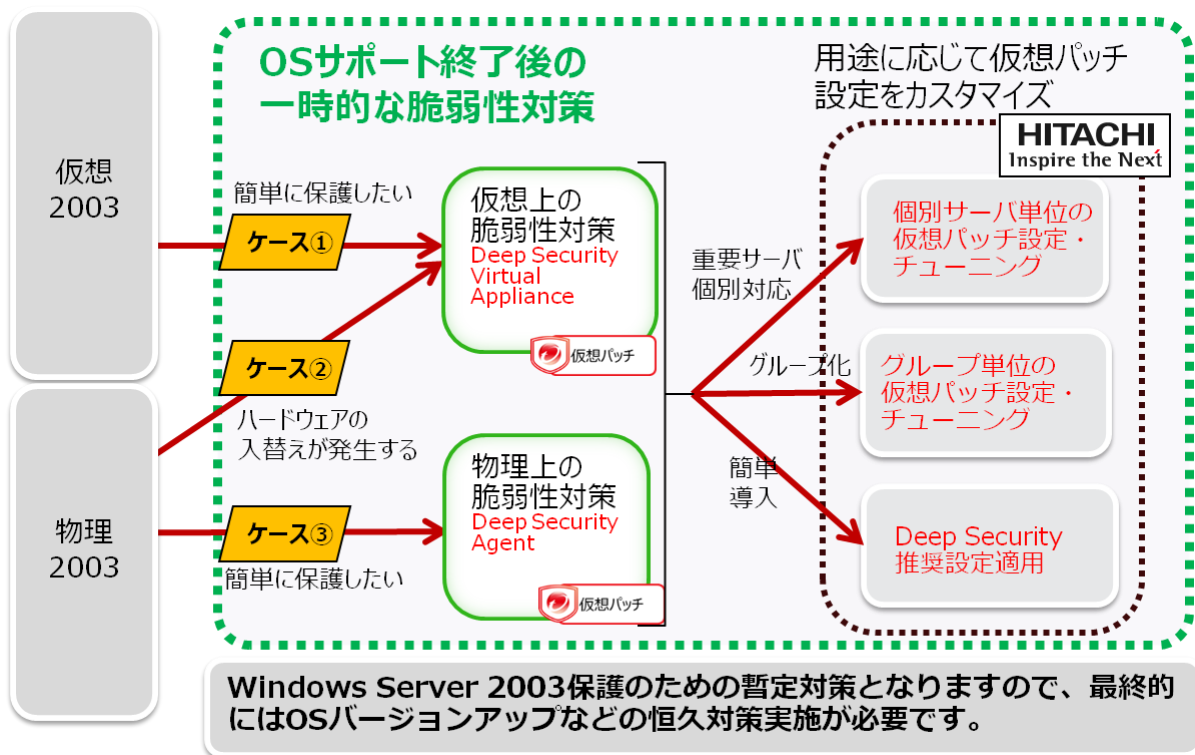 OSサポート終了後の
一時的な脆弱性対策
用途に応じて仮想パッチ
設定をカスタマイズ
HITACHI
Inspire the Next
仮想
2003
簡単に保護したい
ケース①
仮想上の
脆弱性対策
Deep Security
Virtual
Appliance
仮想パッチ
ケース②
ハードウェアの
入替えが発生する
物理
2003
ケース③
簡単に保護したい
物理上の
脆弱性対策
Deep Security
Agent
仮想パッチ
重要サーバ
個別対応
個別サーバ単位の
仮想パッチ設定・
チューニング
グループ化
グループ単位の
仮想パッチ設定・
チューニング
簡単
導入
Deep Security
推奨設定適用
Windows Server 2003保護のための暫定対策となりますので、最終的
にはOSバージョンアップなどの恒久対策実施が必要です。